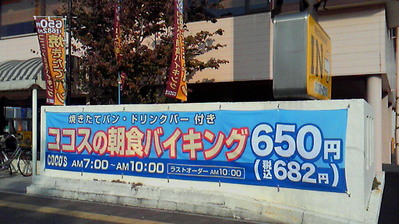 焼きたてパン・ドリンクバー 付き
ココスの朝食バイキング 650円
(税込682円)
COCO'S AM7:00~AM10:00 ラストオーダー AM10:00
650